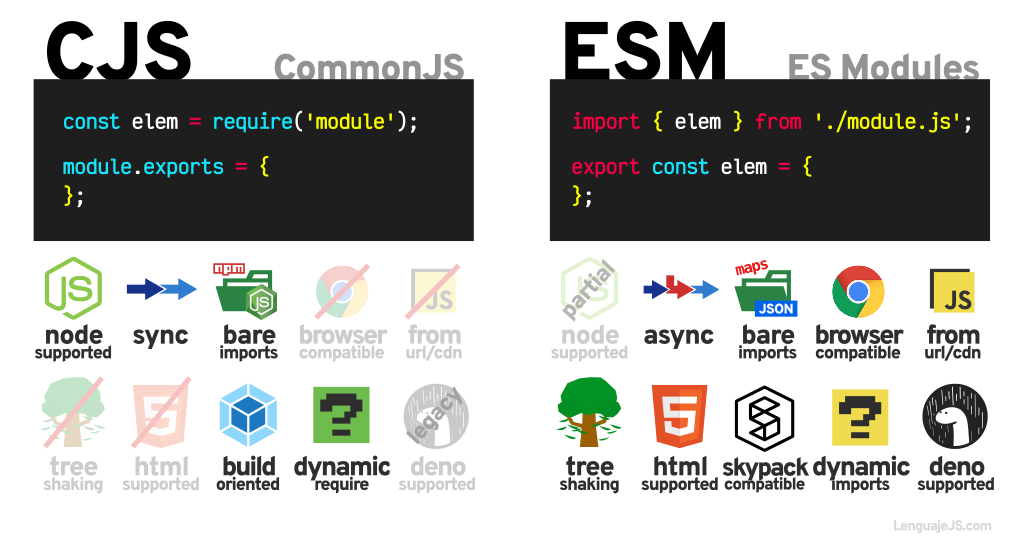 CJS
CommonJS
const elem = require('module');
module.exports = {
};
JS
node
supported
sync
npm
JS
bare
imports
browser
compatible
JS
from
url/cdn
tree
shaking
5
html
supported
build
oriented
?
dynamic
require
legacy
deno
supported
ESM
ES Modules
import { elem } from './module.js';
export const elem = {
};
JS
partial
node
supported
async
maps
JSON
bare
imports
browser
compatible
JS
from
url/cdn
tree
shaking
5
html
supported
skypack
compatible
?
dynamic
imports
deno
supported
LenguajeJS.com